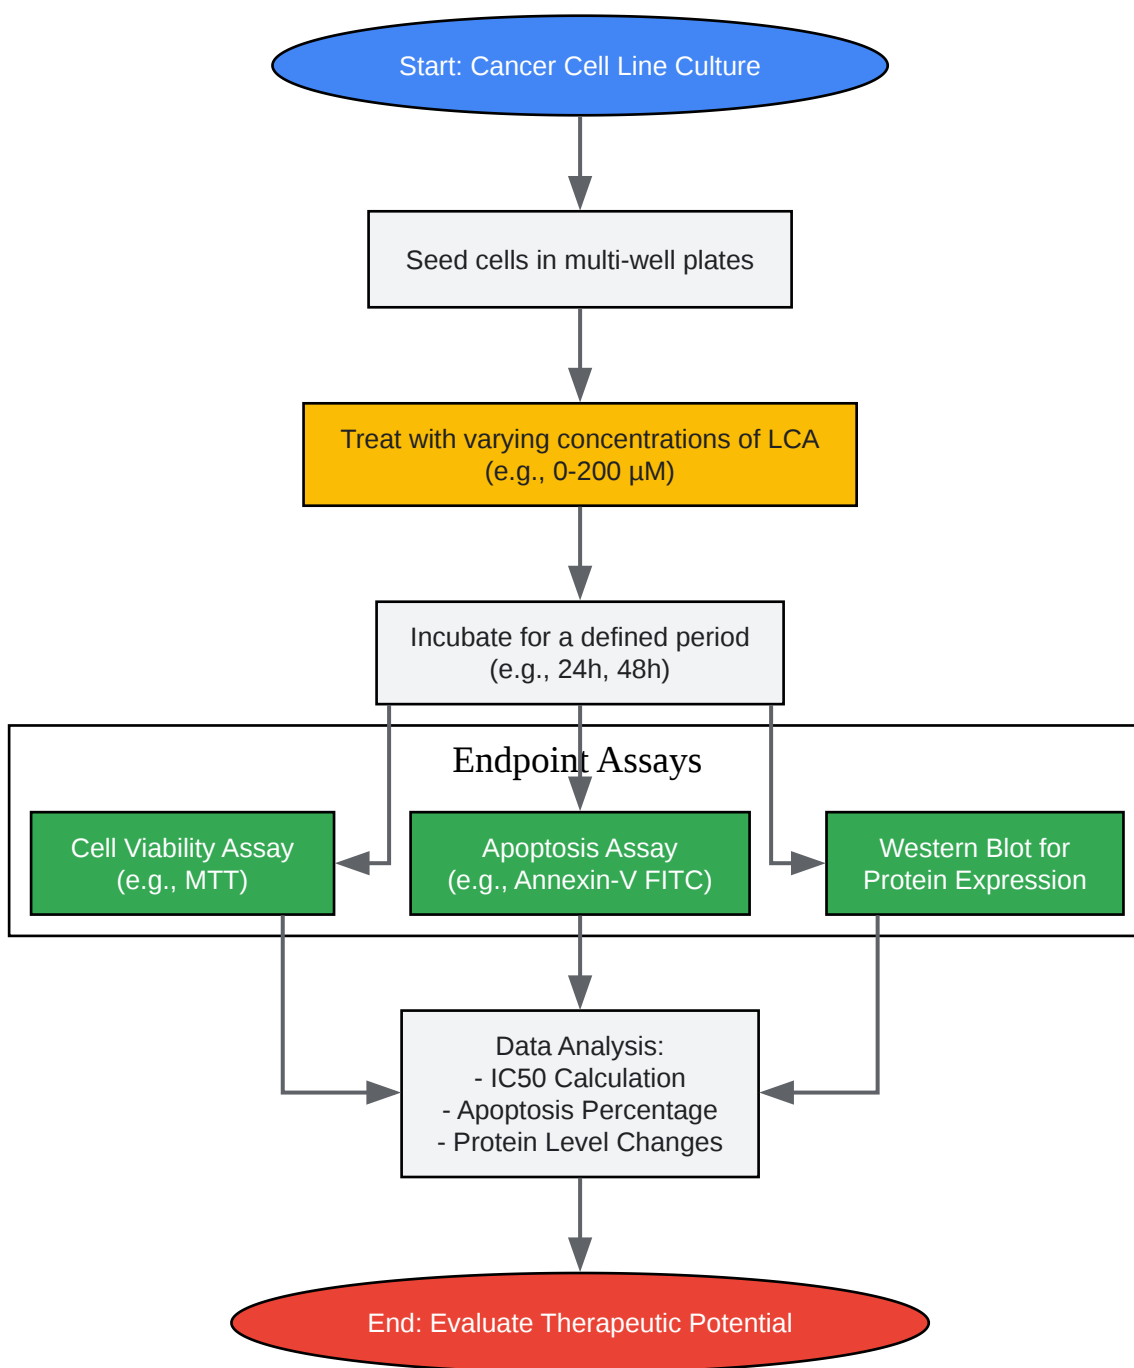 Start: Cancer Cell Line Culture
Seed cells in multi-well plates
Treat with varying concentrations of LCA
(e.g., 0-200 µM)
Incubate for a defined period
(e.g., 24h, 48h)
Endpoint Assays
Cell Viability Assay
(e.g., MTT)
Apoptosis Assay
(e.g., Annexin-V FITC)
Western Blot for
Protein Expression
Data Analysis:
- IC50 Calculation
- Apoptosis Percentage
- Protein Level Changes
End: Evaluate Therapeutic Potential